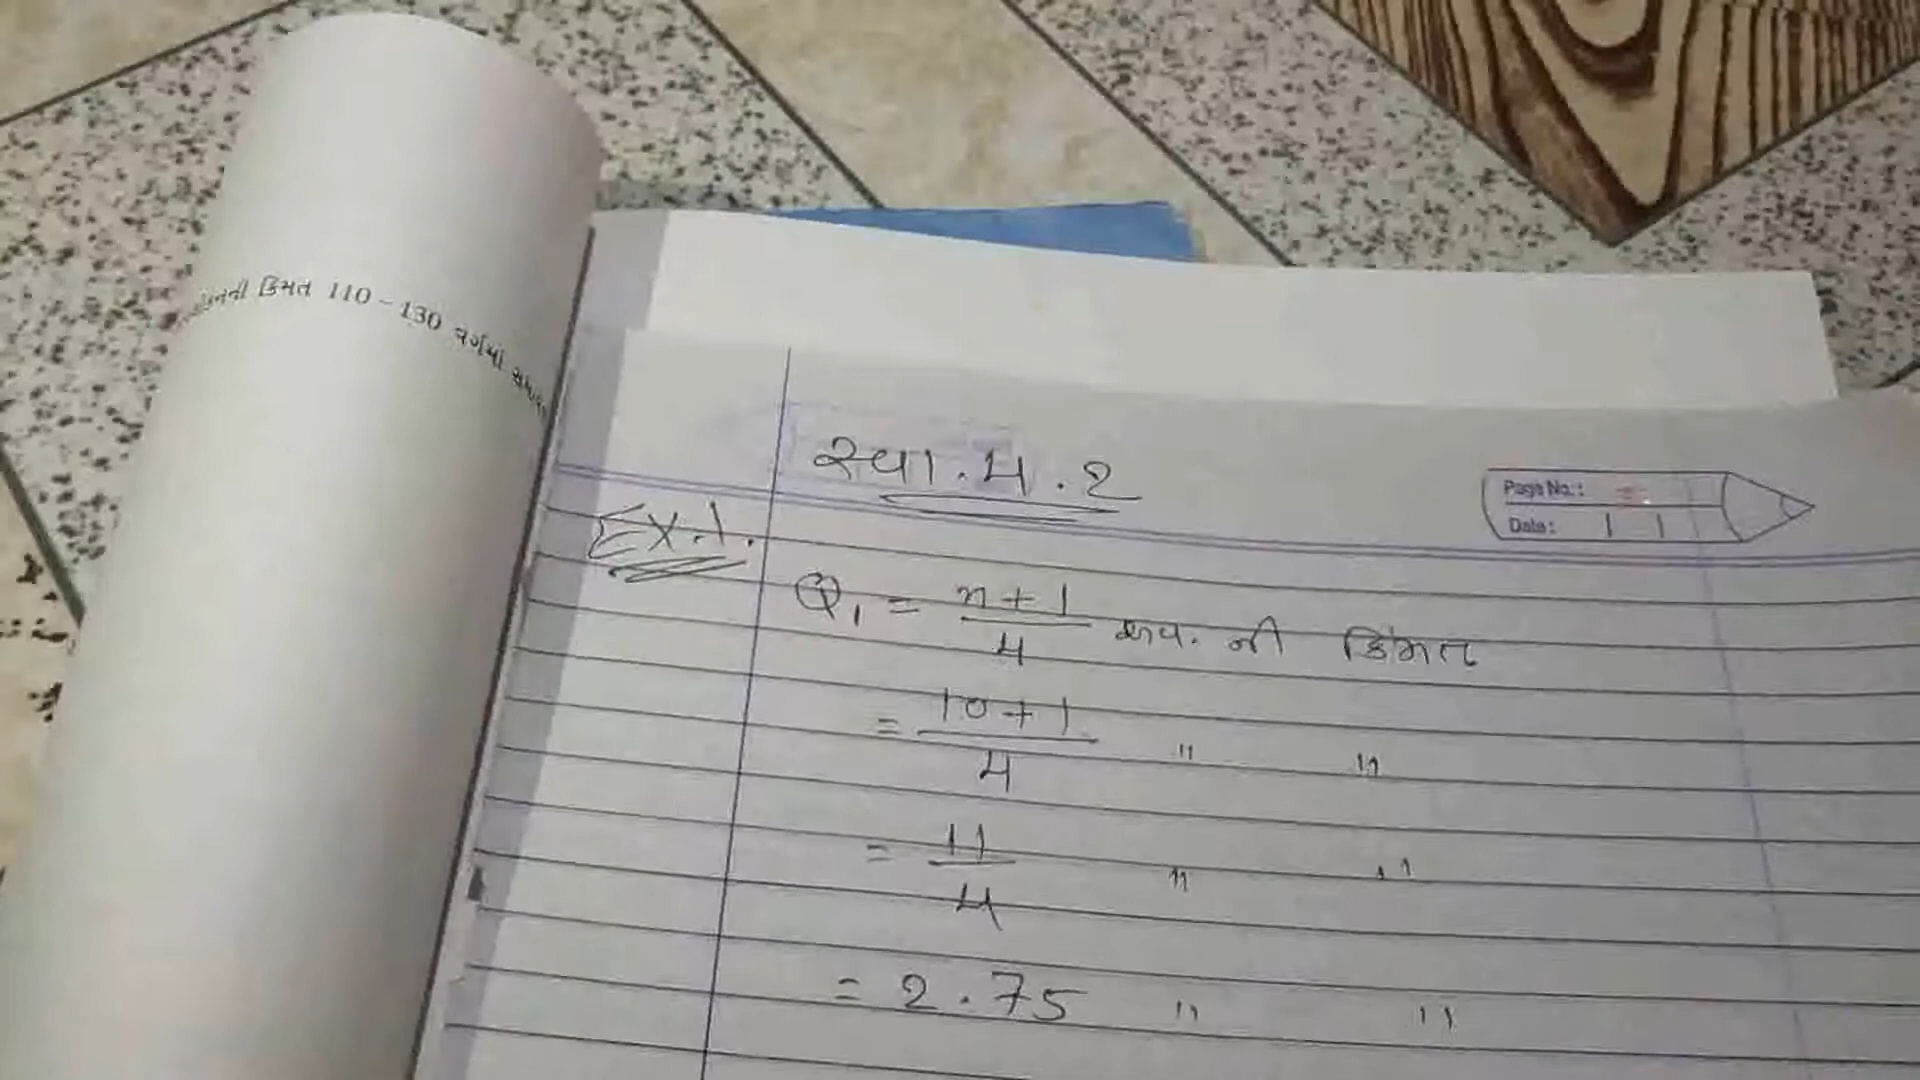 કિંમત 110 – 130 વર્ગમાં
સ્વા. 4.2
Page No.:
Date:
Ex.1.
Q₁ = n + 1 / 4 અવ. ની કિંમત
= 10 + 1 / 4 " "
= 11 / 4 " "
= 2.75 " "